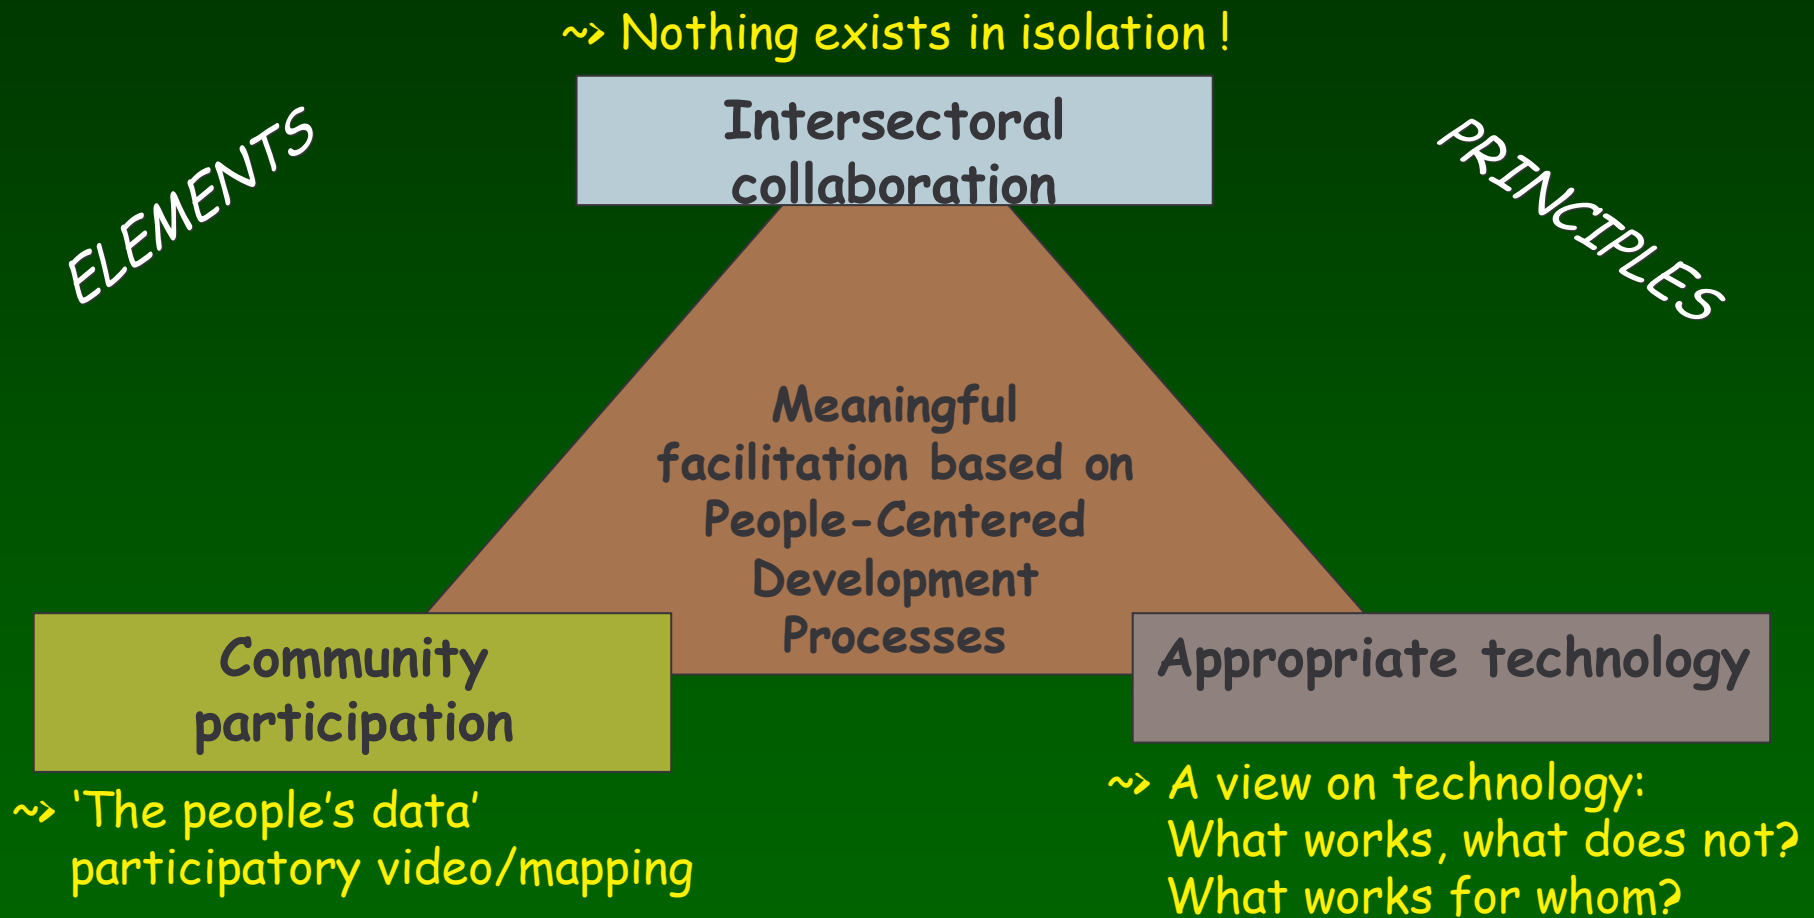 ~> Nothing exists in isolation !
Intersectoral
collaboration
ELEMENTS
PRINCIPLES
Meaningful
facilitation based on
People-Centered
Development
Processes
Community
participation
Appropriate technology
~> 'The people's data'
participatory video/mapping
~> A view on technology:
What works, what does not?
What works for whom?